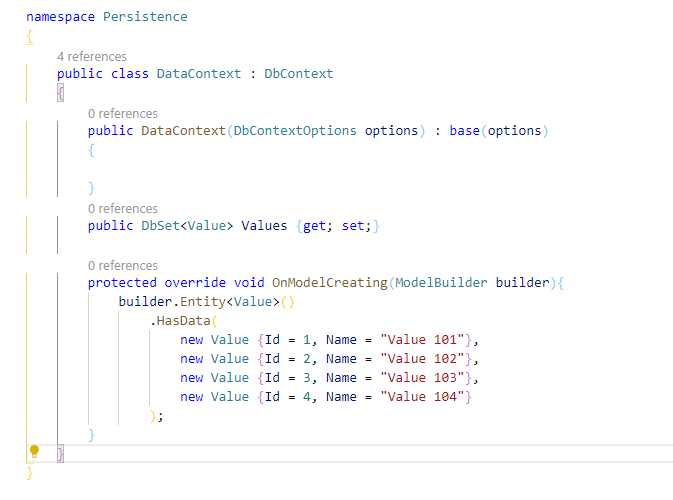 namespace Persistence
{
4 references
public class DataContext : DbContext
{
0 references
public DataContext(DbContextOptions options) : base(options)
{
}
0 references
public DbSet<Value> Values {get; set;}
0 references
protected override void OnModelCreating(ModelBuilder builder){
builder.Entity<Value>()
.HasData(
new Value {Id = 1, Name = "Value 101"},
new Value {Id = 2, Name = "Value 102"},
new Value {Id = 3, Name = "Value 103"},
new Value {Id = 4, Name = "Value 104"}
);
}
}
}